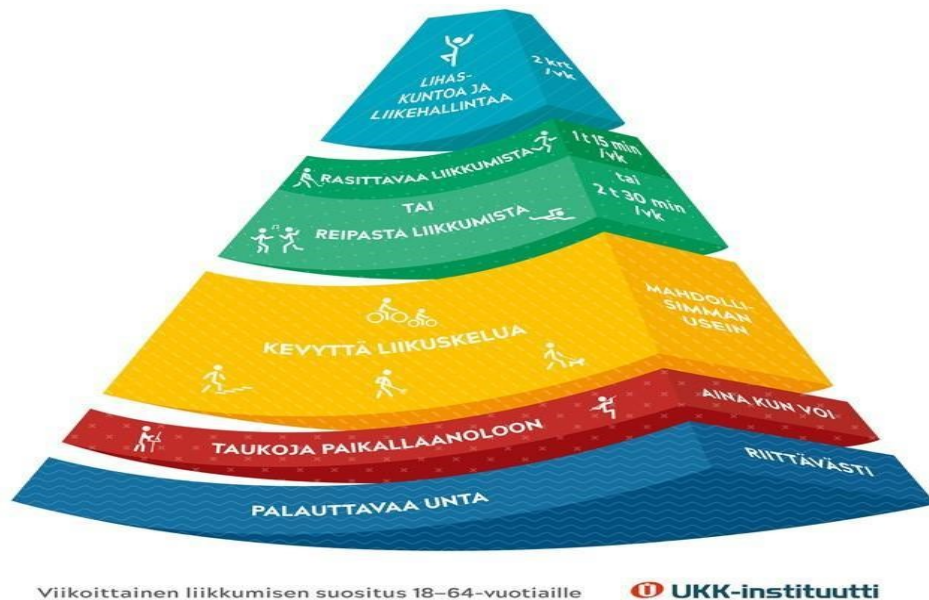 LIHAS-
KUNTOA JA
LIIKEHALLINTAA
2 krt
/vk
RASITTAVAA LIIKKUMISTA
1 t 15 min
/vk
TAI
tai
REIPASTA LIIKKUMISTA
2 t 30 min
/vk
KEVYTTÄ LIIKUSKELUA
MAHDOLLI-
SIMMAN
USEIN
TAUKOJA PAIKALLAANOLOON
AINA KUN VOI
PALAUTTAVAA UNTA
RIITTÄVÄSTI
Viikoittainen liikkumisen suositus 18–64-vuotiaille
UKK-instituutti